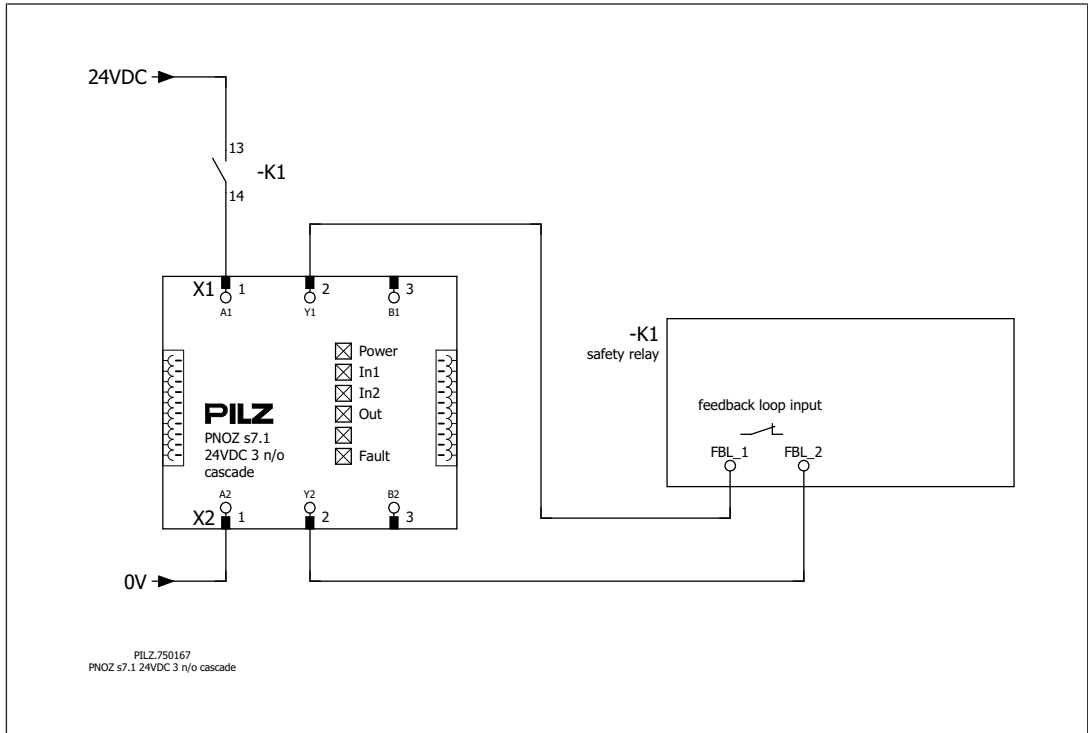 24VDC
13
-K1
14
X1
1
2
3
A1
Y1
B1
-K1
safety relay
Power
In1
In2
Out
Fault
PILZ
PNOZ s7.1
24VDC 3 n/o
cascade
feedback loop input
FBL_1
FBL_2
A2
Y2
B2
X2
1
2
3
0V
PILZ.750167
PNOZ s7.1 24VDC 3 n/o cascade